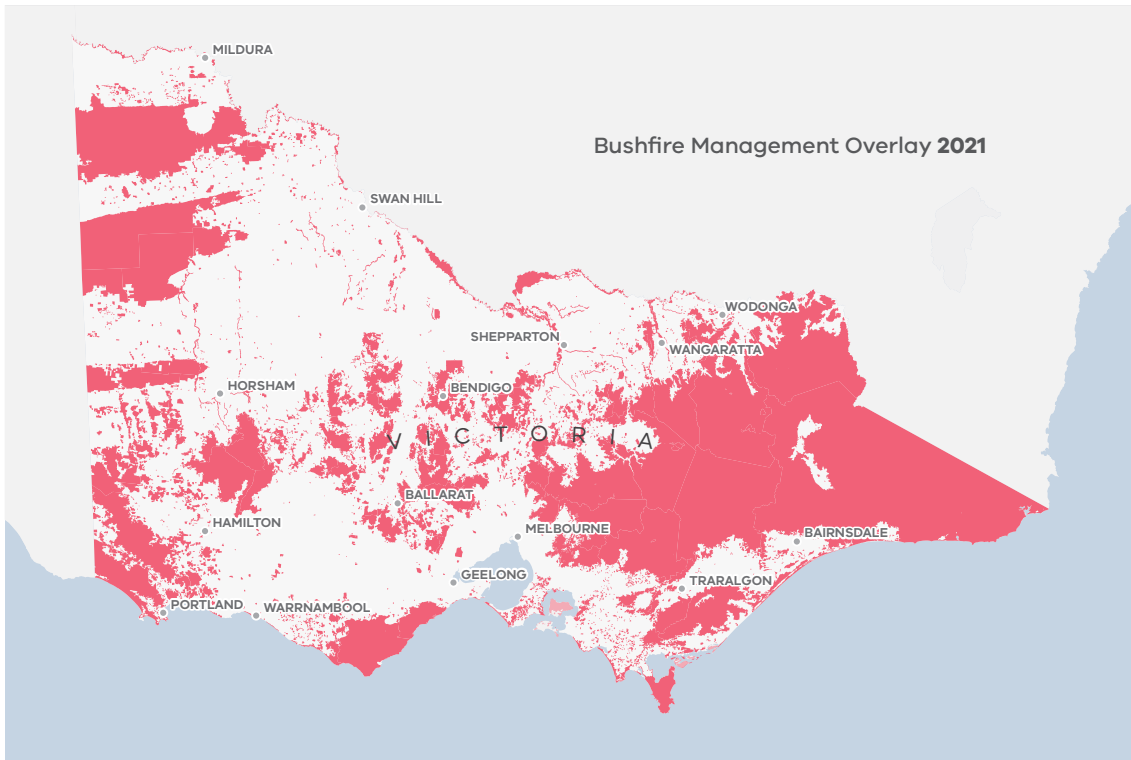 MILDURA
Bushfire Management Overlay 2021
SWAN HILL
WODONGA
SHEPPARTON
WANGARATTA
HORSHAM
BENDIGO
VICTORIA
BALLARAT
HAMILTON
MELBOURNE
BAIRNSDALE
GEELONG
TRARALGON
PORTLAND
WARRNAMBOOL